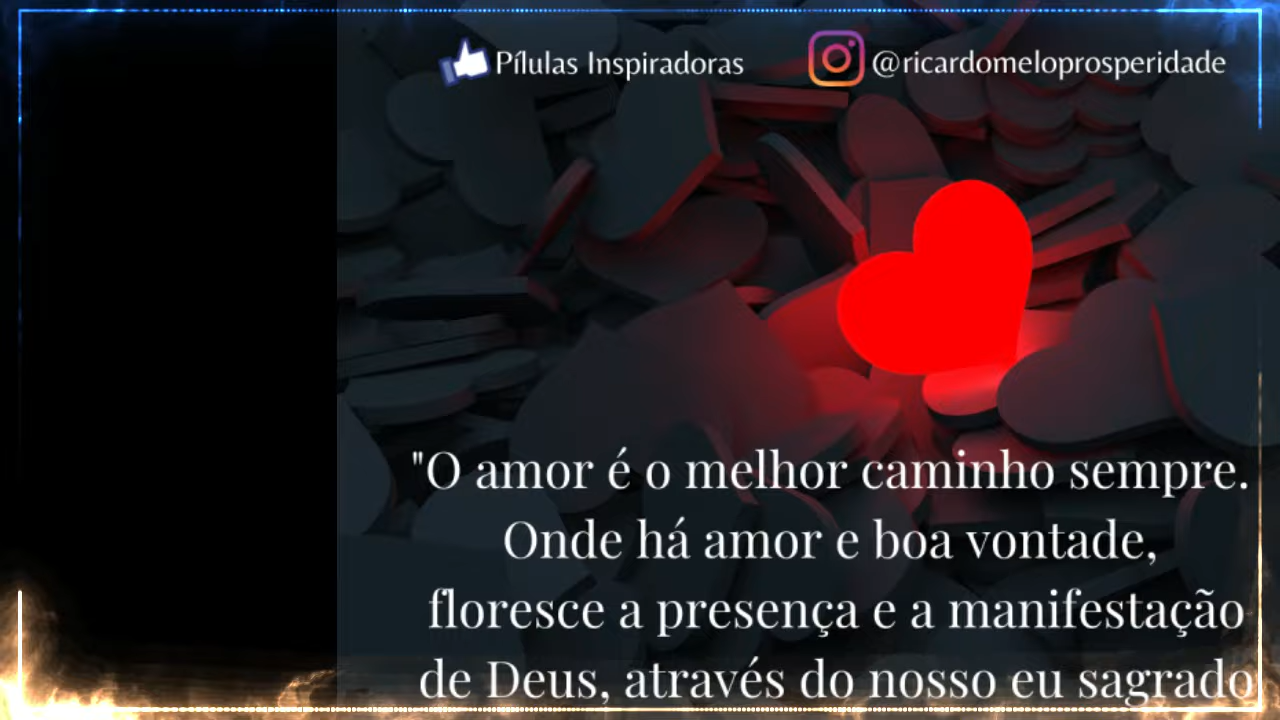 Pílulas Inspiradoras @ricardomeloprosperidade
"O amor é o melhor caminho sempre.
Onde há amor e boa vontade,
floresce a presença e a manifestação
de Deus, através do nosso eu sagrado